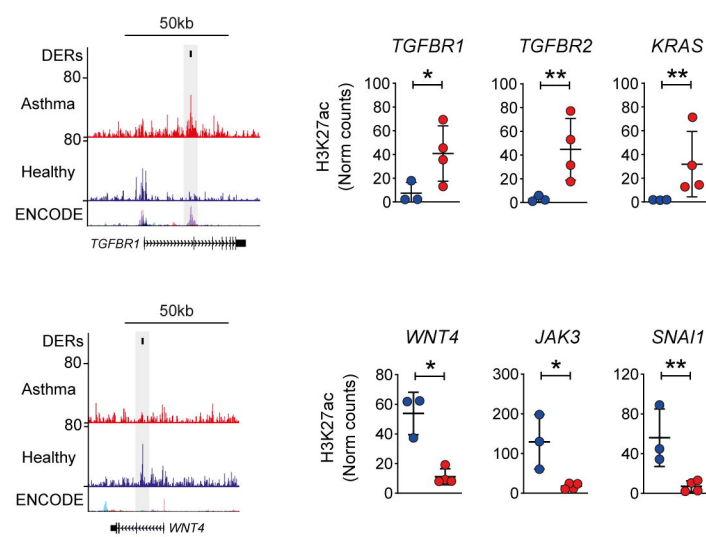 50kb
DERs
80
Asthma
80
Healthy
ENCODE
TGFBR1
TGFBR1 TGFBR2 KRAS
* ** **
H3K27ac
(Norm counts)
100 100 100
80 80 80
60 60 60
40 40 40
20 20 20
0 0 0
50kb
DERs
80
Asthma
80
Healthy
ENCODE
WNT4
WNT4 JAK3 SNAI1
* * **
H3K27ac
(Norm counts)
80 300 120
60 200 80
40 100 40
20
0 0 0